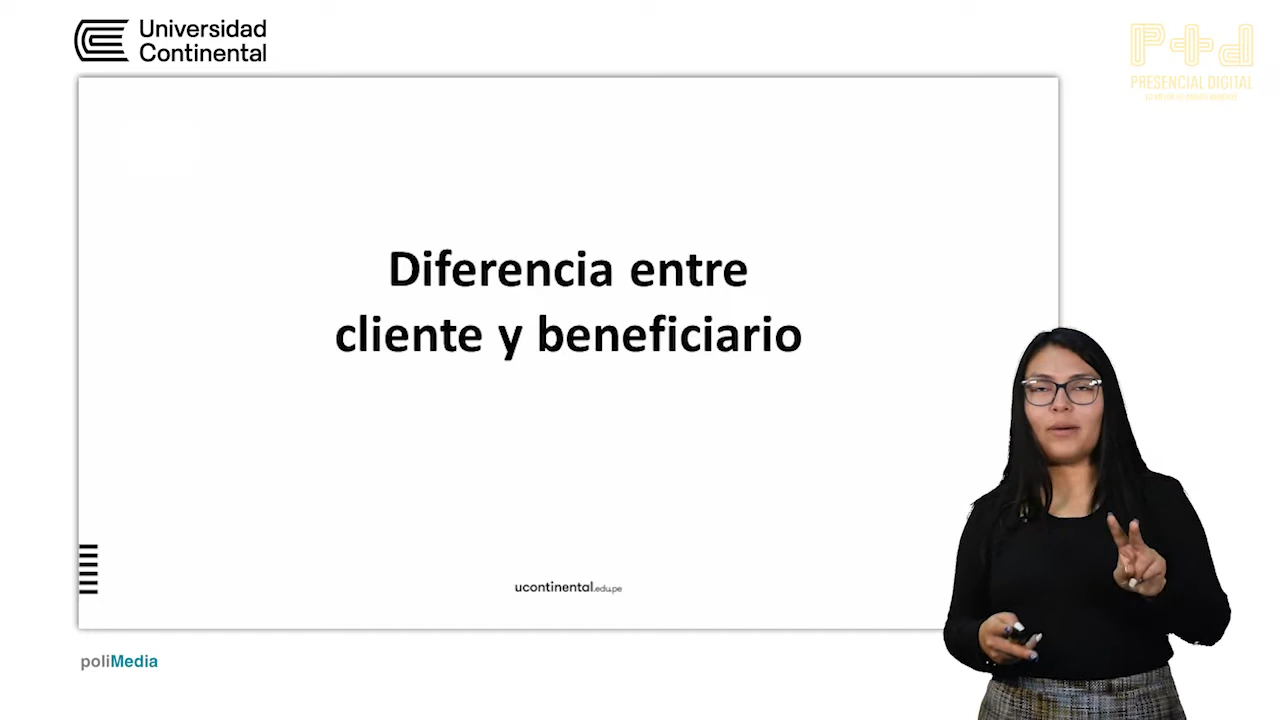 Universidad
Continental
P+d
PRESENCIAL DIGITAL
Diferencia entre
cliente y beneficiario
ucontinental.edu.pe
poliMedia